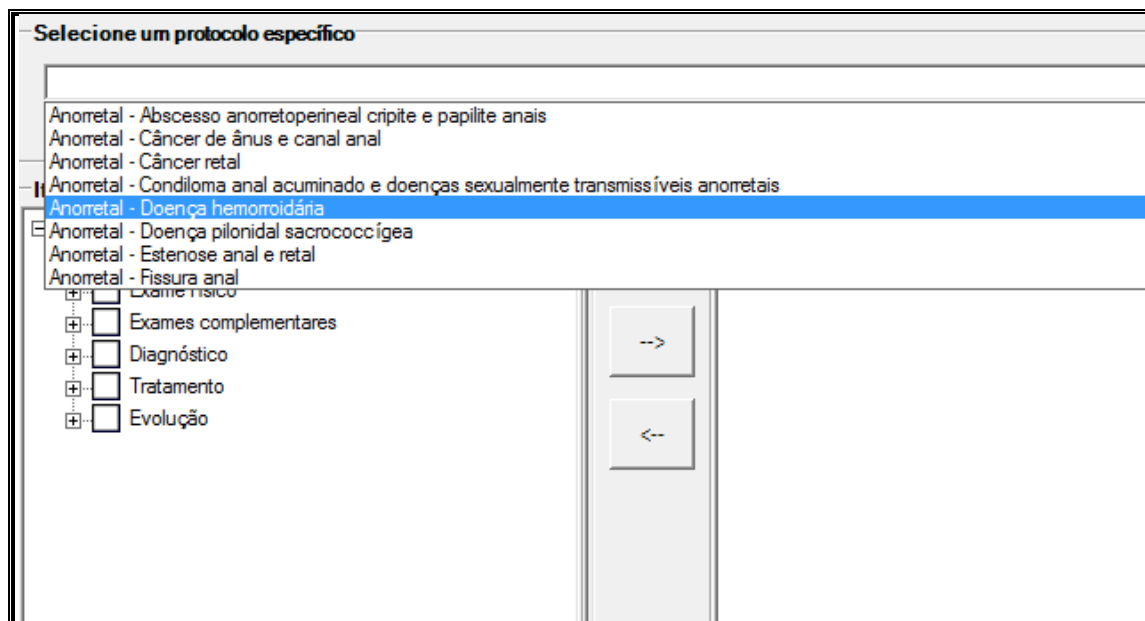 Selecione um protocolo específico
Anorretal - Abscesso anorretoperineal cripite e papilite anais
Anorretal - Câncer de ânus e canal anal
Anorretal - Câncer retal
Anorretal - Condiloma anal acuminado e doenças sexualmente transmissíveis anorretais
Anorretal - Doença hemorroidária
Anorretal - Doença pilonidal sacrococcígea
Anorretal - Estenose anal e retal
Anorretal - Fissura anal
Exame Físico
Exames complementares
Diagnóstico
Tratamento
Evolução
-->
<--